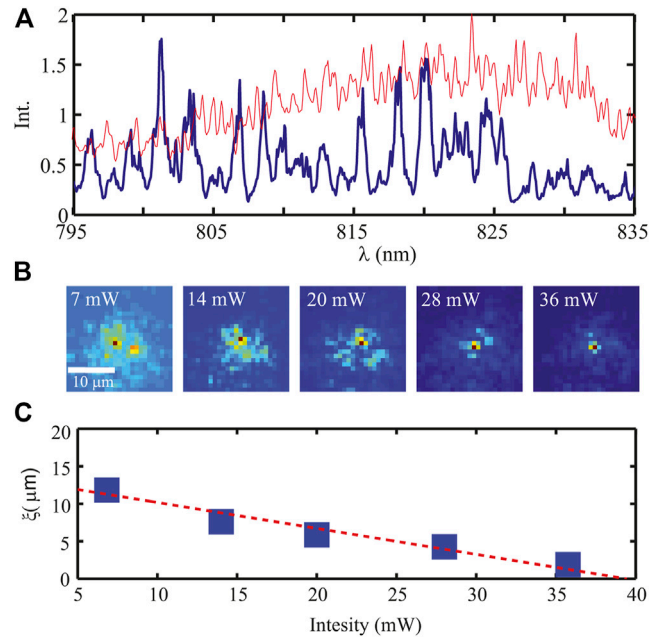 A
2
1.5
1
0.5
0
Int.
795 805 815 825 835
λ (nm)
B
7 mW 14 mW 20 mW 28 mW 36 mW
10 μm
C
20
15
10
5
0
ξ(μm)
5 10 15 20 25 30 35 40
Intesity (mW)